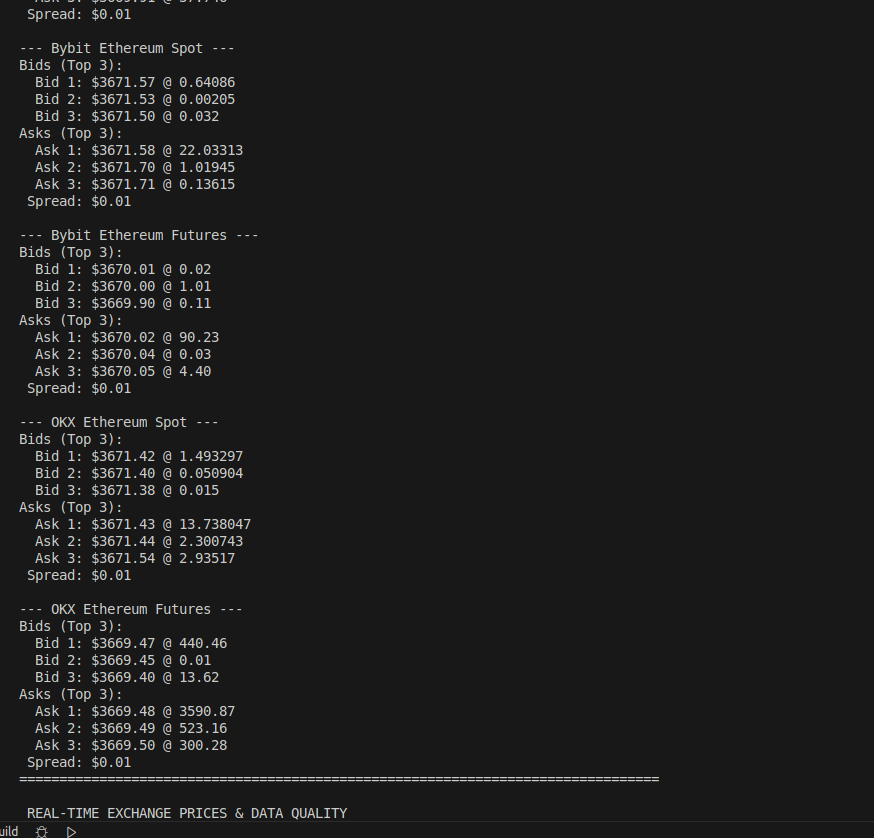 Spread: $0.01
--- Bybit Ethereum Spot ---
Bids (Top 3):
Bid 1: $3671.57 @ 0.64086
Bid 2: $3671.53 @ 0.00205
Bid 3: $3671.50 @ 0.032
Asks (Top 3):
Ask 1: $3671.58 @ 22.03313
Ask 2: $3671.70 @ 1.01945
Ask 3: $3671.71 @ 0.13615
Spread: $0.01
--- Bybit Ethereum Futures ---
Bids (Top 3):
Bid 1: $3670.01 @ 0.02
Bid 2: $3670.00 @ 1.01
Bid 3: $3669.90 @ 0.11
Asks (Top 3):
Ask 1: $3670.02 @ 90.23
Ask 2: $3670.04 @ 0.03
Ask 3: $3670.05 @ 4.40
Spread: $0.01
--- OKX Ethereum Spot ---
Bids (Top 3):
Bid 1: $3671.42 @ 1.493297
Bid 2: $3671.40 @ 0.050904
Bid 3: $3671.38 @ 0.015
Asks (Top 3):
Ask 1: $3671.43 @ 13.738047
Ask 2: $3671.44 @ 2.300743
Ask 3: $3671.54 @ 2.93517
Spread: $0.01
--- OKX Ethereum Futures ---
Bids (Top 3):
Bid 1: $3669.47 @ 440.46
Bid 2: $3669.45 @ 0.01
Bid 3: $3669.40 @ 13.62
Asks (Top 3):
Ask 1: $3669.48 @ 3590.87
Ask 2: $3669.49 @ 523.16
Ask 3: $3669.50 @ 300.28
Spread: $0.01
================================================================================
REAL-TIME EXCHANGE PRICES & DATA QUALITY
uild